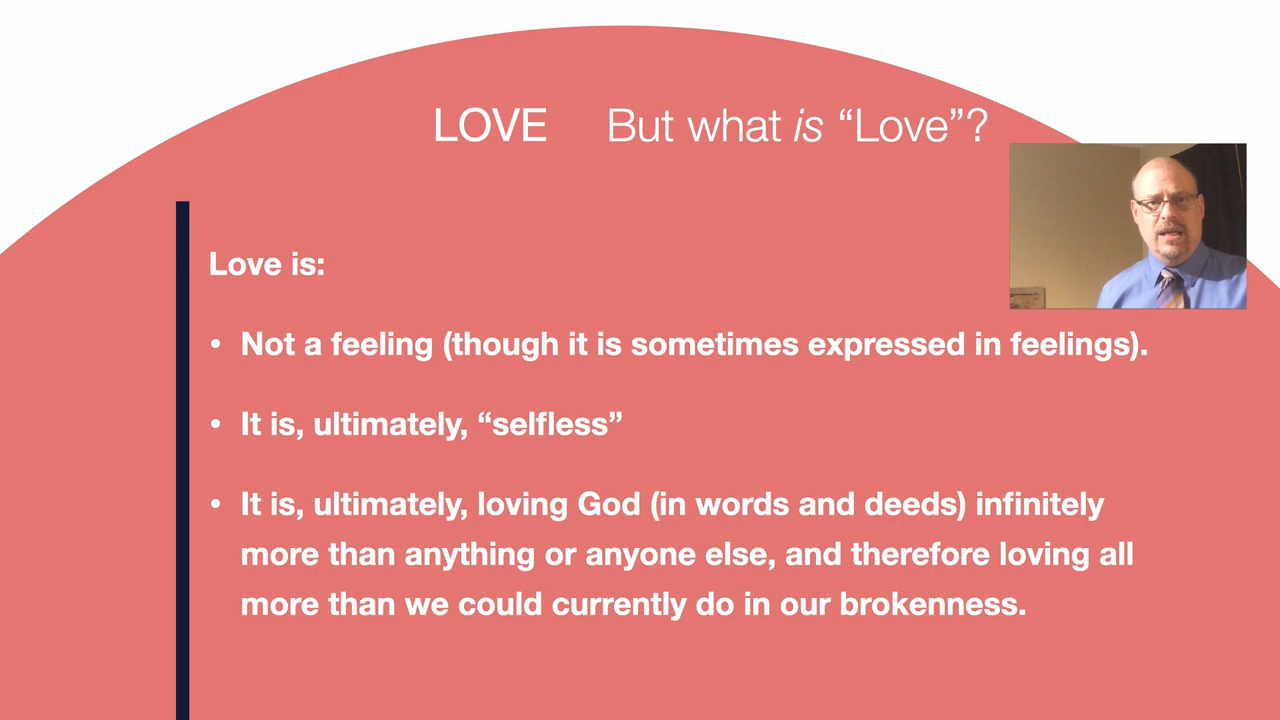 LOVE But what is “Love”?
Love is:
• Not a feeling (though it is sometimes expressed in feelings).
• It is, ultimately, “selfless”
• It is, ultimately, loving God (in words and deeds) infinitely
more than anything or anyone else, and therefore loving all
more than we could currently do in our brokenness.